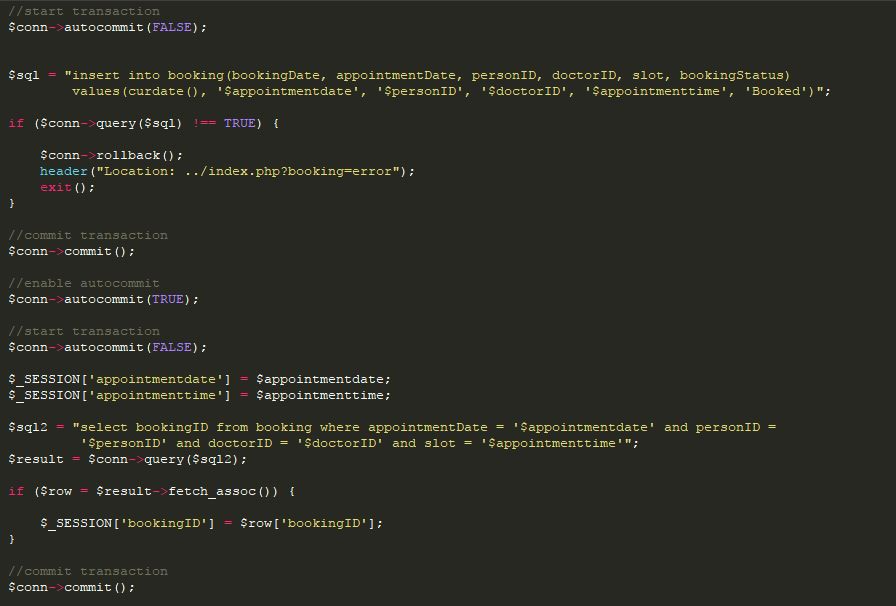 //start transaction
$conn->autocommit(FALSE);
$sql = "insert into booking(bookingDate, appointmentDate, personID, doctorID, slot, bookingStatus)
values(curdate(), '$appointmentdate', '$personID', '$doctorID', '$appointmenttime', 'Booked')";
if ($conn->query($sql) !== TRUE) {
$conn->rollback();
header("Location: ../index.php?booking=error");
exit();
}
//commit transaction
$conn->commit();
//enable autocommit
$conn->autocommit(TRUE);
//start transaction
$conn->autocommit(FALSE);
$_SESSION['appointmentdate'] = $appointmentdate;
$_SESSION['appointmenttime'] = $appointmenttime;
$sql2 = "select bookingID from booking where appointmentDate = '$appointmentdate' and personID =
'$personID' and doctorID = '$doctorID' and slot = '$appointmenttime'";
$result = $conn->query($sql2);
if ($row = $result->fetch_assoc()) {
$_SESSION['bookingID'] = $row['bookingID'];
}
//commit transaction
$conn->commit();